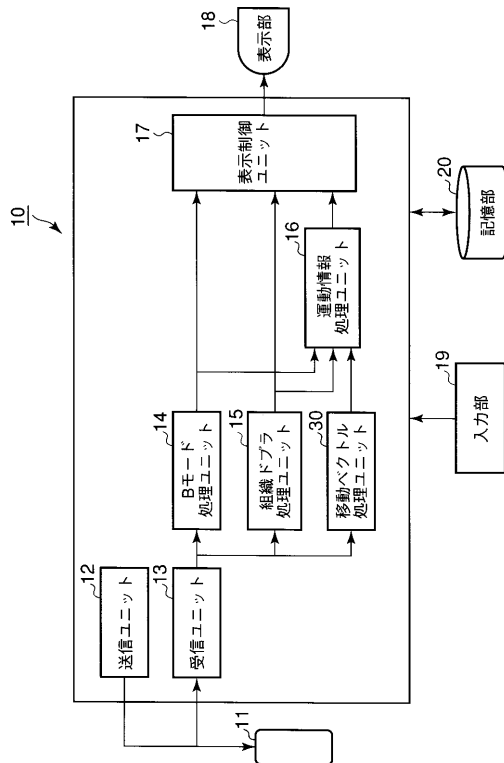 10
11
12
送信ユニット
13
受信ユニット
14
Bモード
処理ユニット
15
組織ドプラ
処理ユニット
30
移動ベクトル
処理ユニット
16
運動情報
処理ユニット
17
表示制御
ユニット
18
表示部
19
入力部
20
記憶部